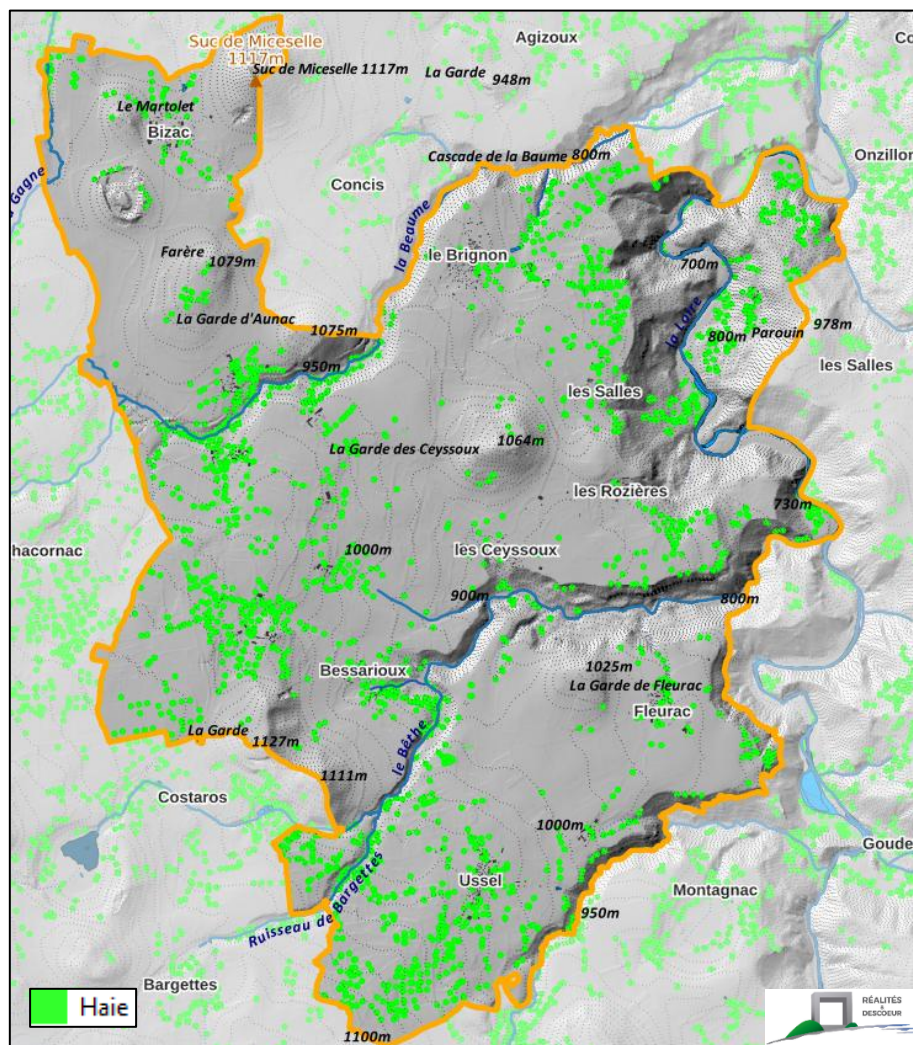 Suc de Miceselle
1117m
Agizoux
Co
Suc de Miceselle 1117m
La Garde
948m
Le Martolet
Bizac
Cascade de la Baume 800m
Onzillon
Concis
Gagne
la Beaume
le Brignon
Farère
1079m
700m
La Garde d'Aunac
1075m
la Loire
800m Parouin
978m
950m
les Salles
les Salles
1064m
La Garde des Ceyssoux
les Rozières
730m
hacornac
1000m
les Ceyssoux
900m
800m
Bessarioux
1025m
La Garde de Fleurac
Fleurac
La Garde
1127m
le Bêthe
1111m
Costaros
1000m
Goude
Ussel
Montagnac
950m
Ruisseau de Bargettes
Bargettes
Haie
1100m
RÉALITÉS
&
DESCOEUR